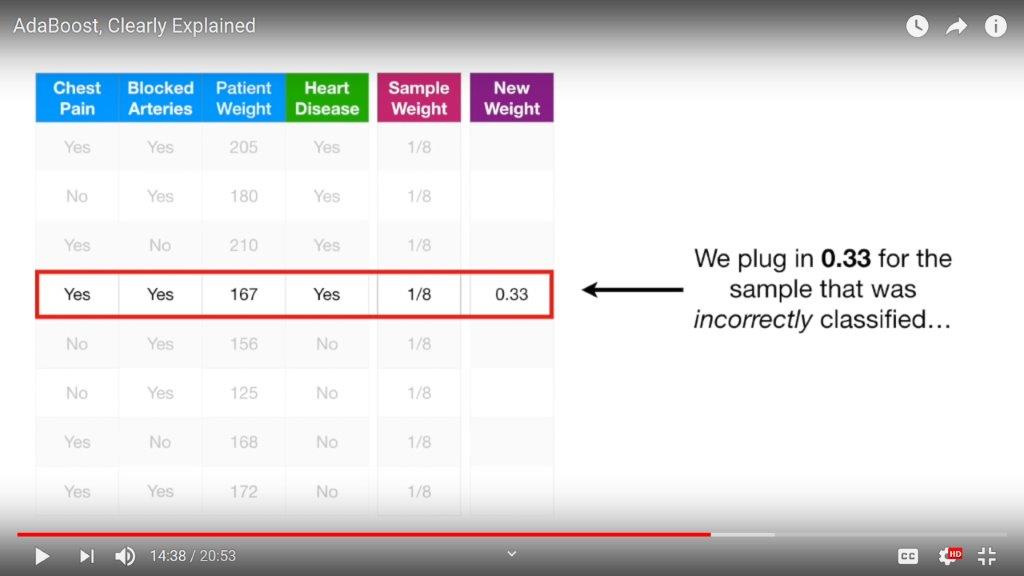 AdaBoost, Clearly Explained
Chest Pain Blocked Arteries Patient Weight Heart Disease Sample Weight New Weight
Yes Yes 205 Yes 1/8
No Yes 180 Yes 1/8
Yes No 210 Yes 1/8
Yes Yes 167 Yes 1/8 0.33
No Yes 156 No 1/8
No Yes 125 No 1/8
Yes No 168 No 1/8
Yes Yes 172 No 1/8
We plug in 0.33 for the
sample that was
incorrectly classified...
14:38 / 20:53
CC HD